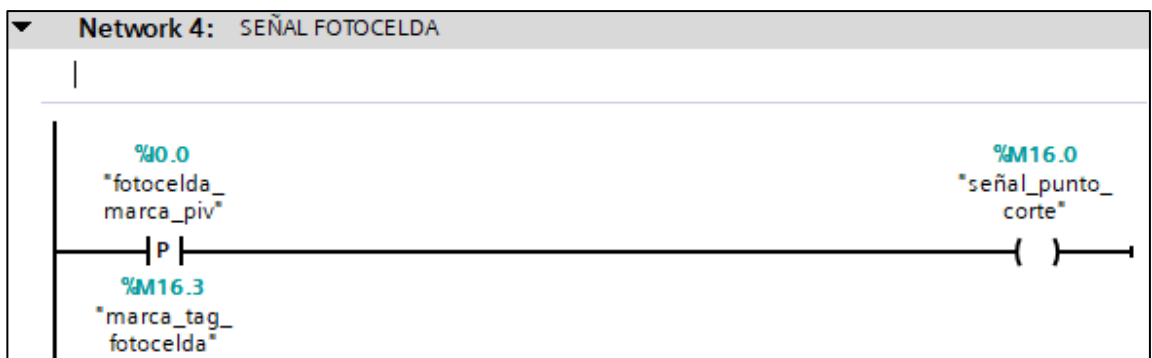 Network 4: SEÑAL FOTOCELDA
%I0.0
"fotocelda_
marca_piv"
P
%M16.3
"marca_tag_
fotocelda"
%M16.0
"señal_punto_
corte"